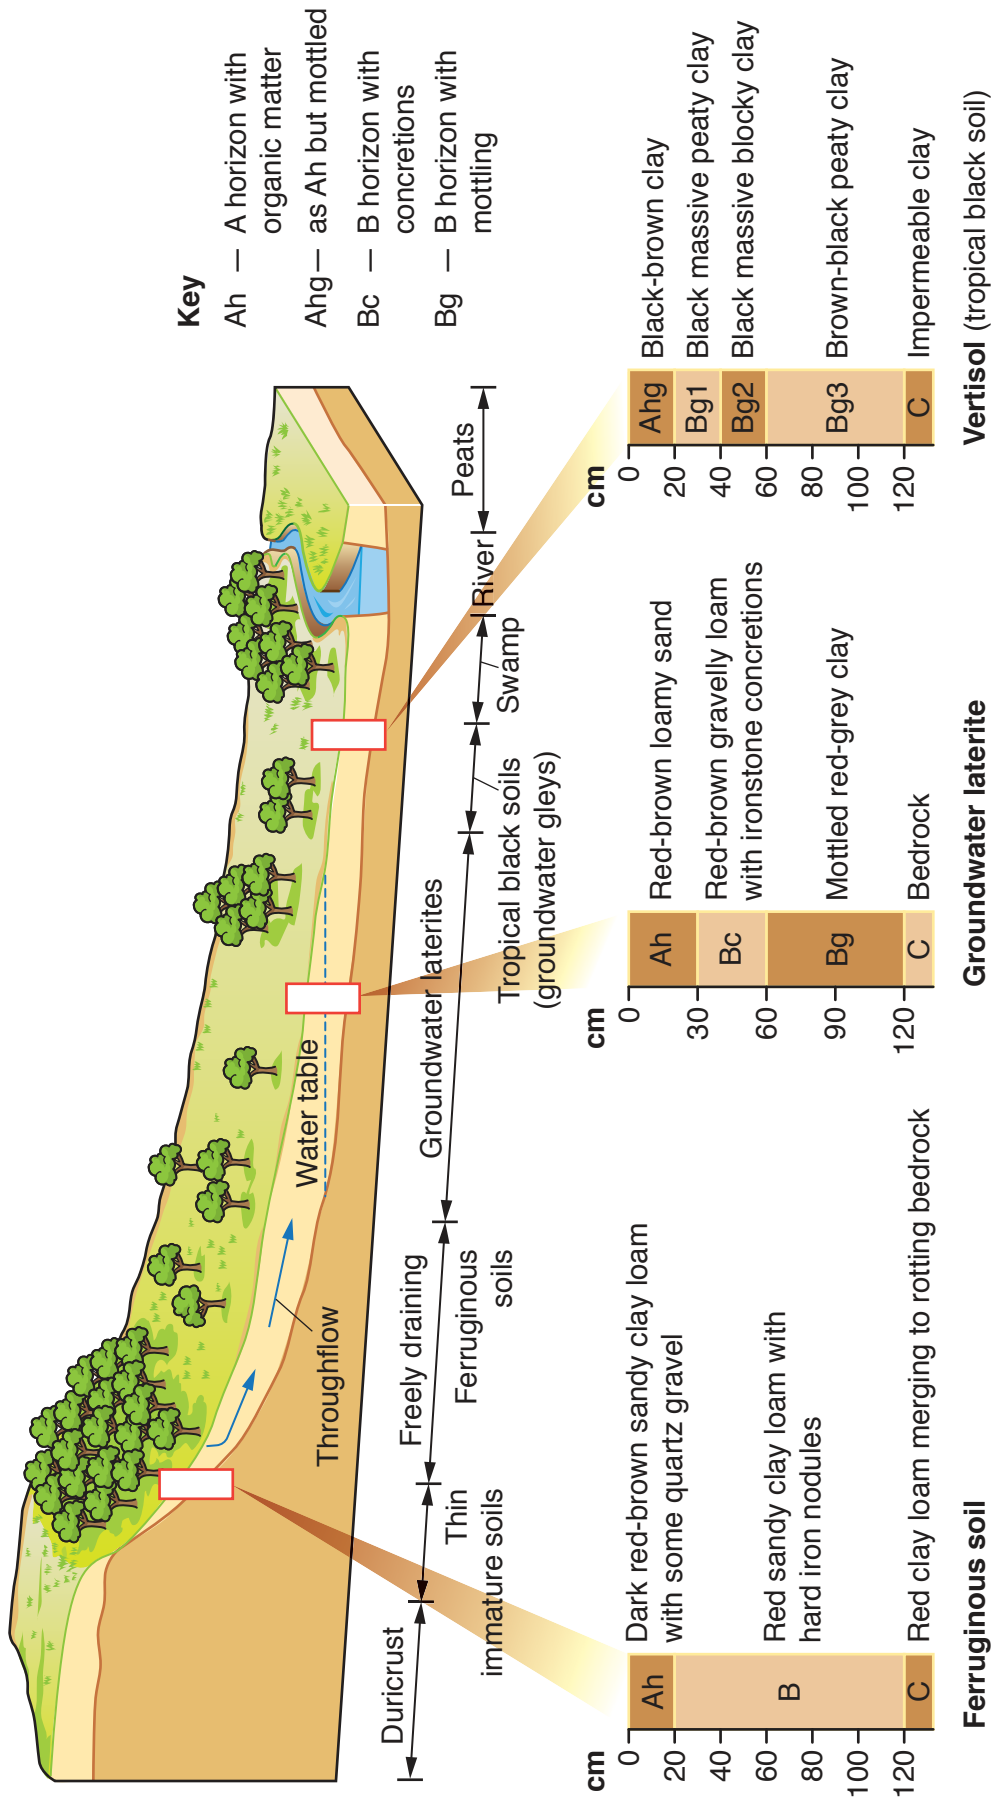 Key
Ah — A horizon with
organic matter
Ahg — as Ah but mottled
Bc — B horizon with
concretions
Bg — B horizon with
mottling
Water table
Throughflow
Duricrust
Thin
immature soils
Freely draining
Ferruginous
soils
Groundwater laterites
Tropical black soils
(groundwater gleys)
Swamp
River
Peats
cm
0
20
40
60
80
100
120
Ah
B
C
Dark red-brown sandy clay loam
with some quartz gravel
Red sandy clay loam with
hard iron nodules
Red clay loam merging to rotting bedrock
Ferruginous soil
cm
0
30
60
90
120
Ah
Bc
Bg
C
Red-brown loamy sand
Red-brown gravelly loam
with ironstone concretions
Mottled red-grey clay
Bedrock
Groundwater laterite
cm
0
20
40
60
80
100
120
Ahg
Bg1
Bg2
Bg3
C
Black-brown clay
Black massive peaty clay
Black massive blocky clay
Brown-black peaty clay
Impermeable clay
Vertisol (tropical black soil)